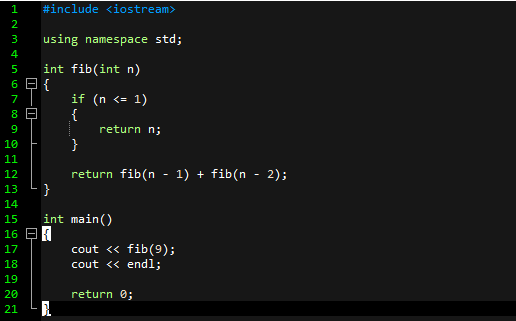 1 #include <iostream>
2
3 using namespace std;
4
5 int fib(int n)
6 {
7     if (n <= 1)
8     {
9         return n;
10     }
11
12     return fib(n - 1) + fib(n - 2);
13 }
14
15 int main()
16 {
17     cout << fib(9);
18     cout << endl;
19
20     return 0;
21 }